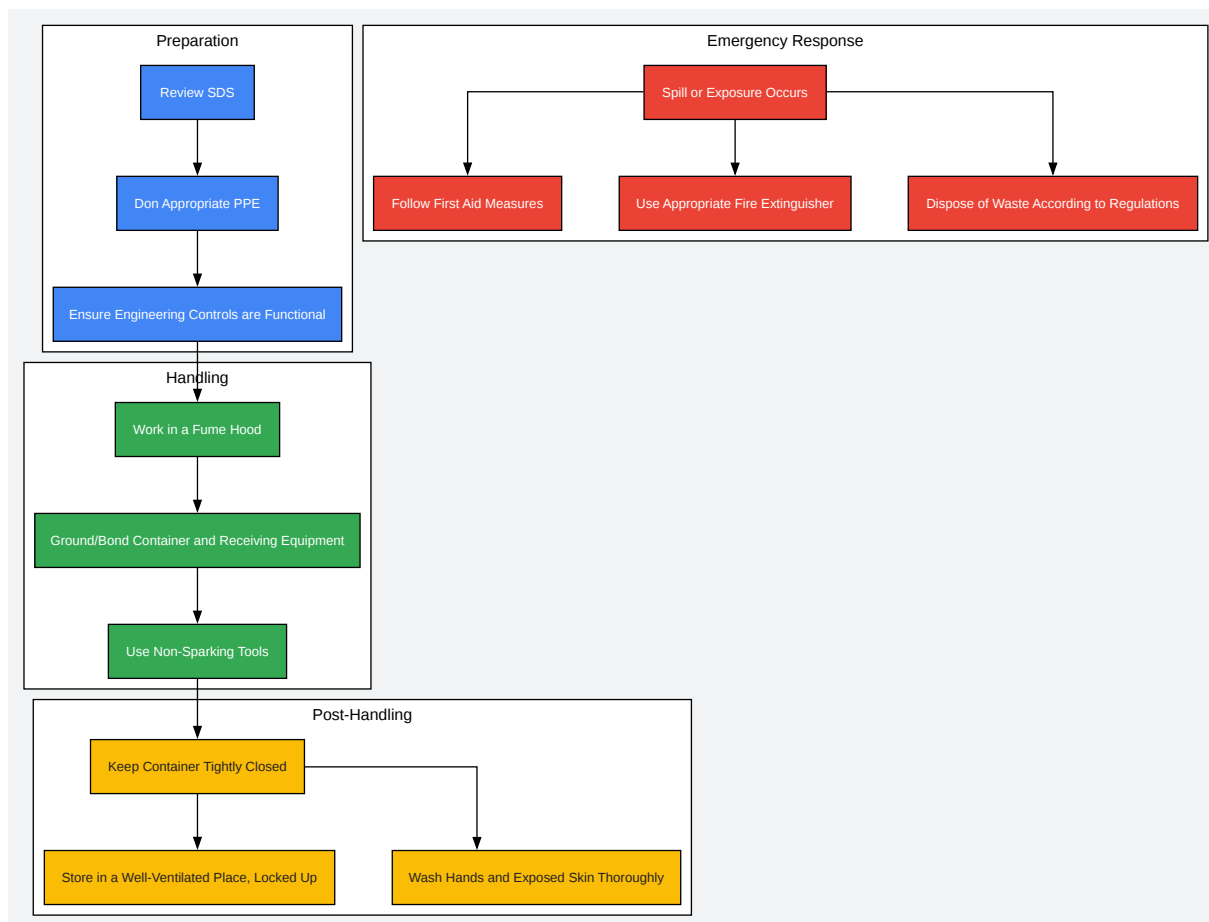 Preparation
Review SDS
Don Appropriate PPE
Ensure Engineering Controls are Functional
Emergency Response
Spill or Exposure Occurs
Follow First Aid Measures
Use Appropriate Fire Extinguisher
Dispose of Waste According to Regulations
Handling
Work in a Fume Hood
Ground/Bond Container and Receiving Equipment
Use Non-Sparking Tools
Post-Handling
Keep Container Tightly Closed
Store in a Well-Ventilated Place, Locked Up
Wash Hands and Exposed Skin Thoroughly